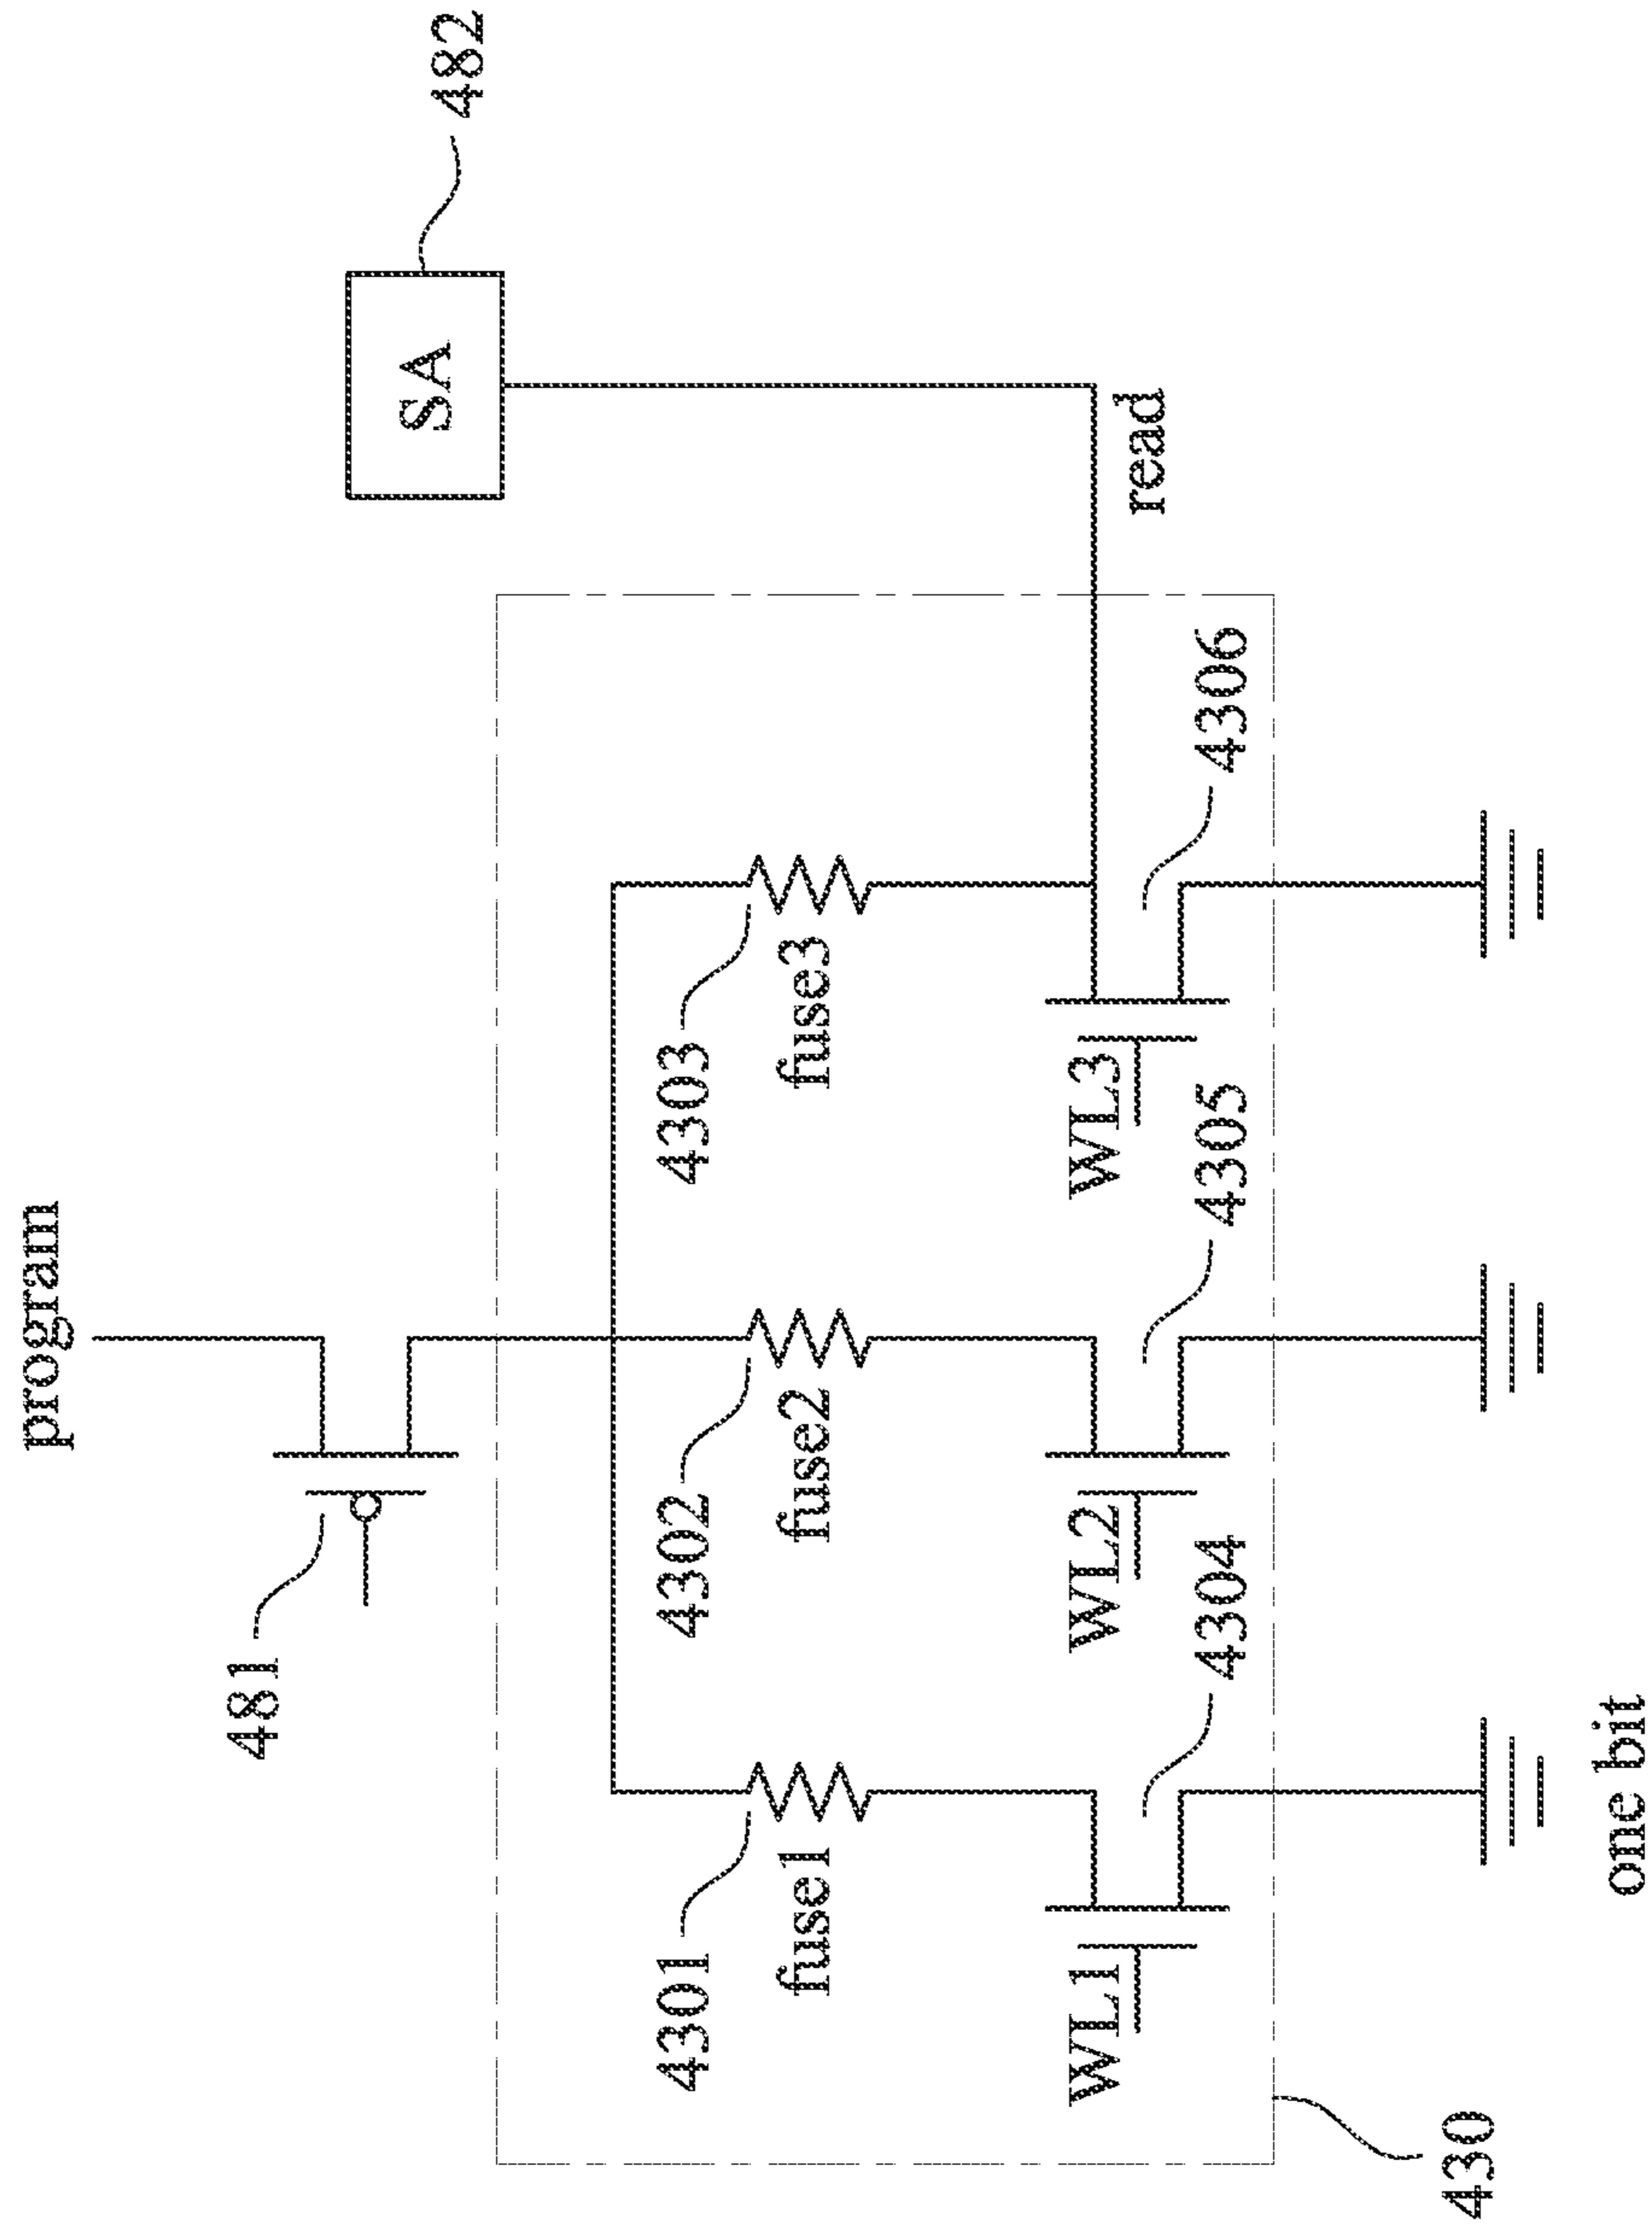 program
481
SA
482
4301
4302
4303
fuse1
fuse2
fuse3
WL1
WL2
WL3
read
4304
4305
4306
430
one bit